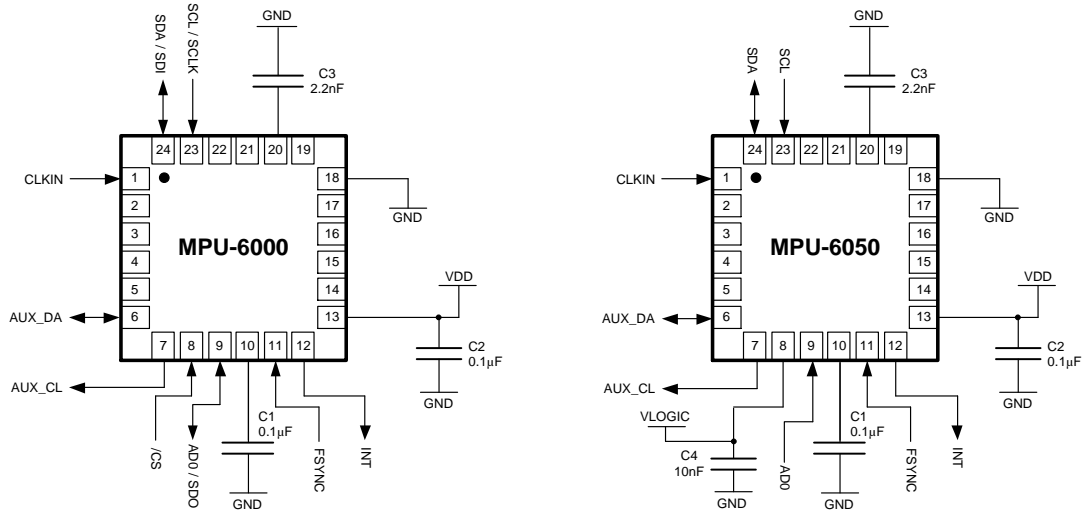 GND
SDA / SDI
SCL / SCLK
C3
2.2nF
24
23
22
21
20
19
CLKIN
1
2
3
4
5
6
18
17
16
15
14
13
GND
MPU-6000
VDD
AUX_DA
7
8
9
10
11
12
C2
0.1µF
GND
AUX_CL
/CS
AD0 / SDO
C1
0.1µF
GND
FSYNC
INT
GND
SDA
SCL
C3
2.2nF
24
23
22
21
20
19
CLKIN
1
2
3
4
5
6
18
17
16
15
14
13
GND
MPU-6050
VDD
AUX_DA
7
8
9
10
11
12
C2
0.1µF
GND
AUX_CL
VLOGIC
C4
10nF
GND
AD0
C1
0.1µF
GND
FSYNC
INT